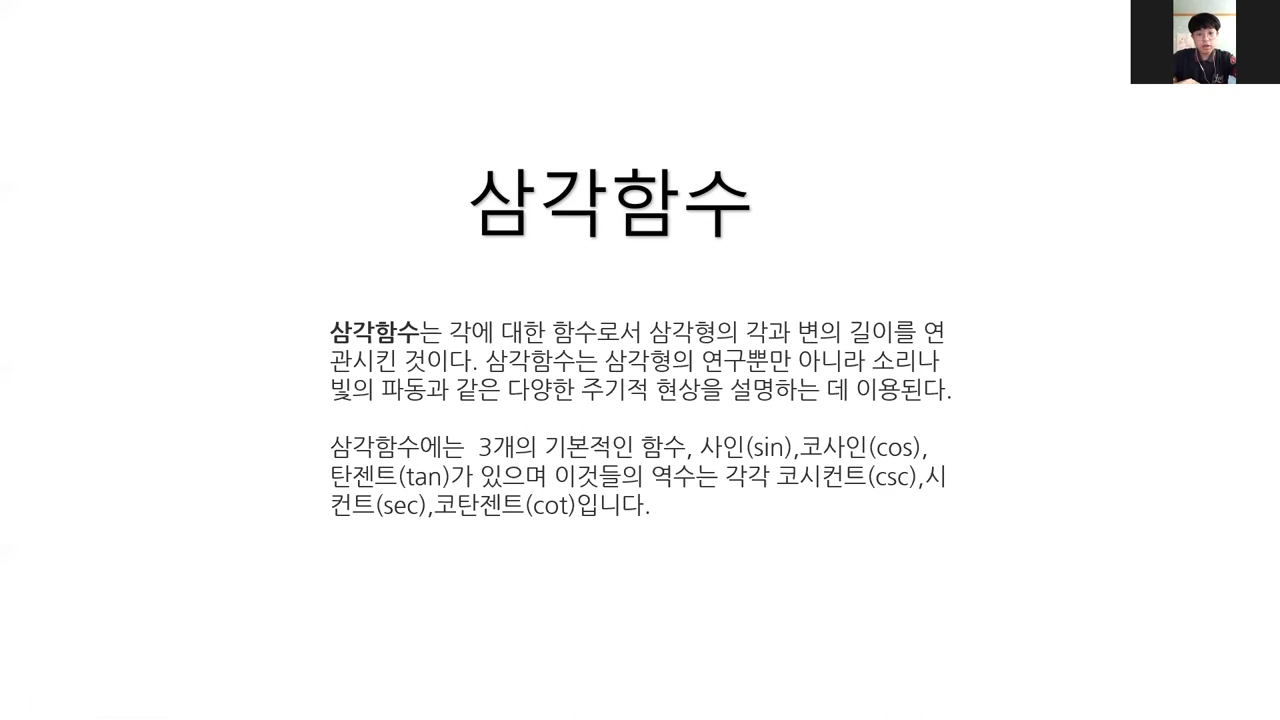 삼각함수
삼각함수는 각에 대한 함수로서 삼각형의 각과 변의 길이를 연
관시킨 것이다. 삼각함수는 삼각형의 연구뿐만 아니라 소리나
빛의 파동과 같은 다양한 주기적 현상을 설명하는 데 이용된다.
삼각함수에는  3개의 기본적인 함수, 사인(sin),코사인(cos),
탄젠트(tan)가 있으며 이것들의 역수는 각각 코시컨트(csc),시
컨트(sec),코탄젠트(cot)입니다.